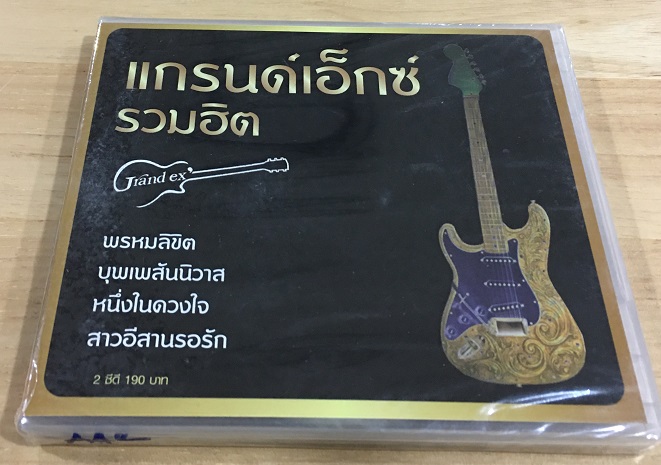 แกรนด์เอ็กซ์
รวมฮิต
Grand ex'
พรหมลิขิต
บุพเพสันนิวาส
หนึ่งในดวงใจ
สาวอีสานรอรัก
2 ซีดี 190 บาท